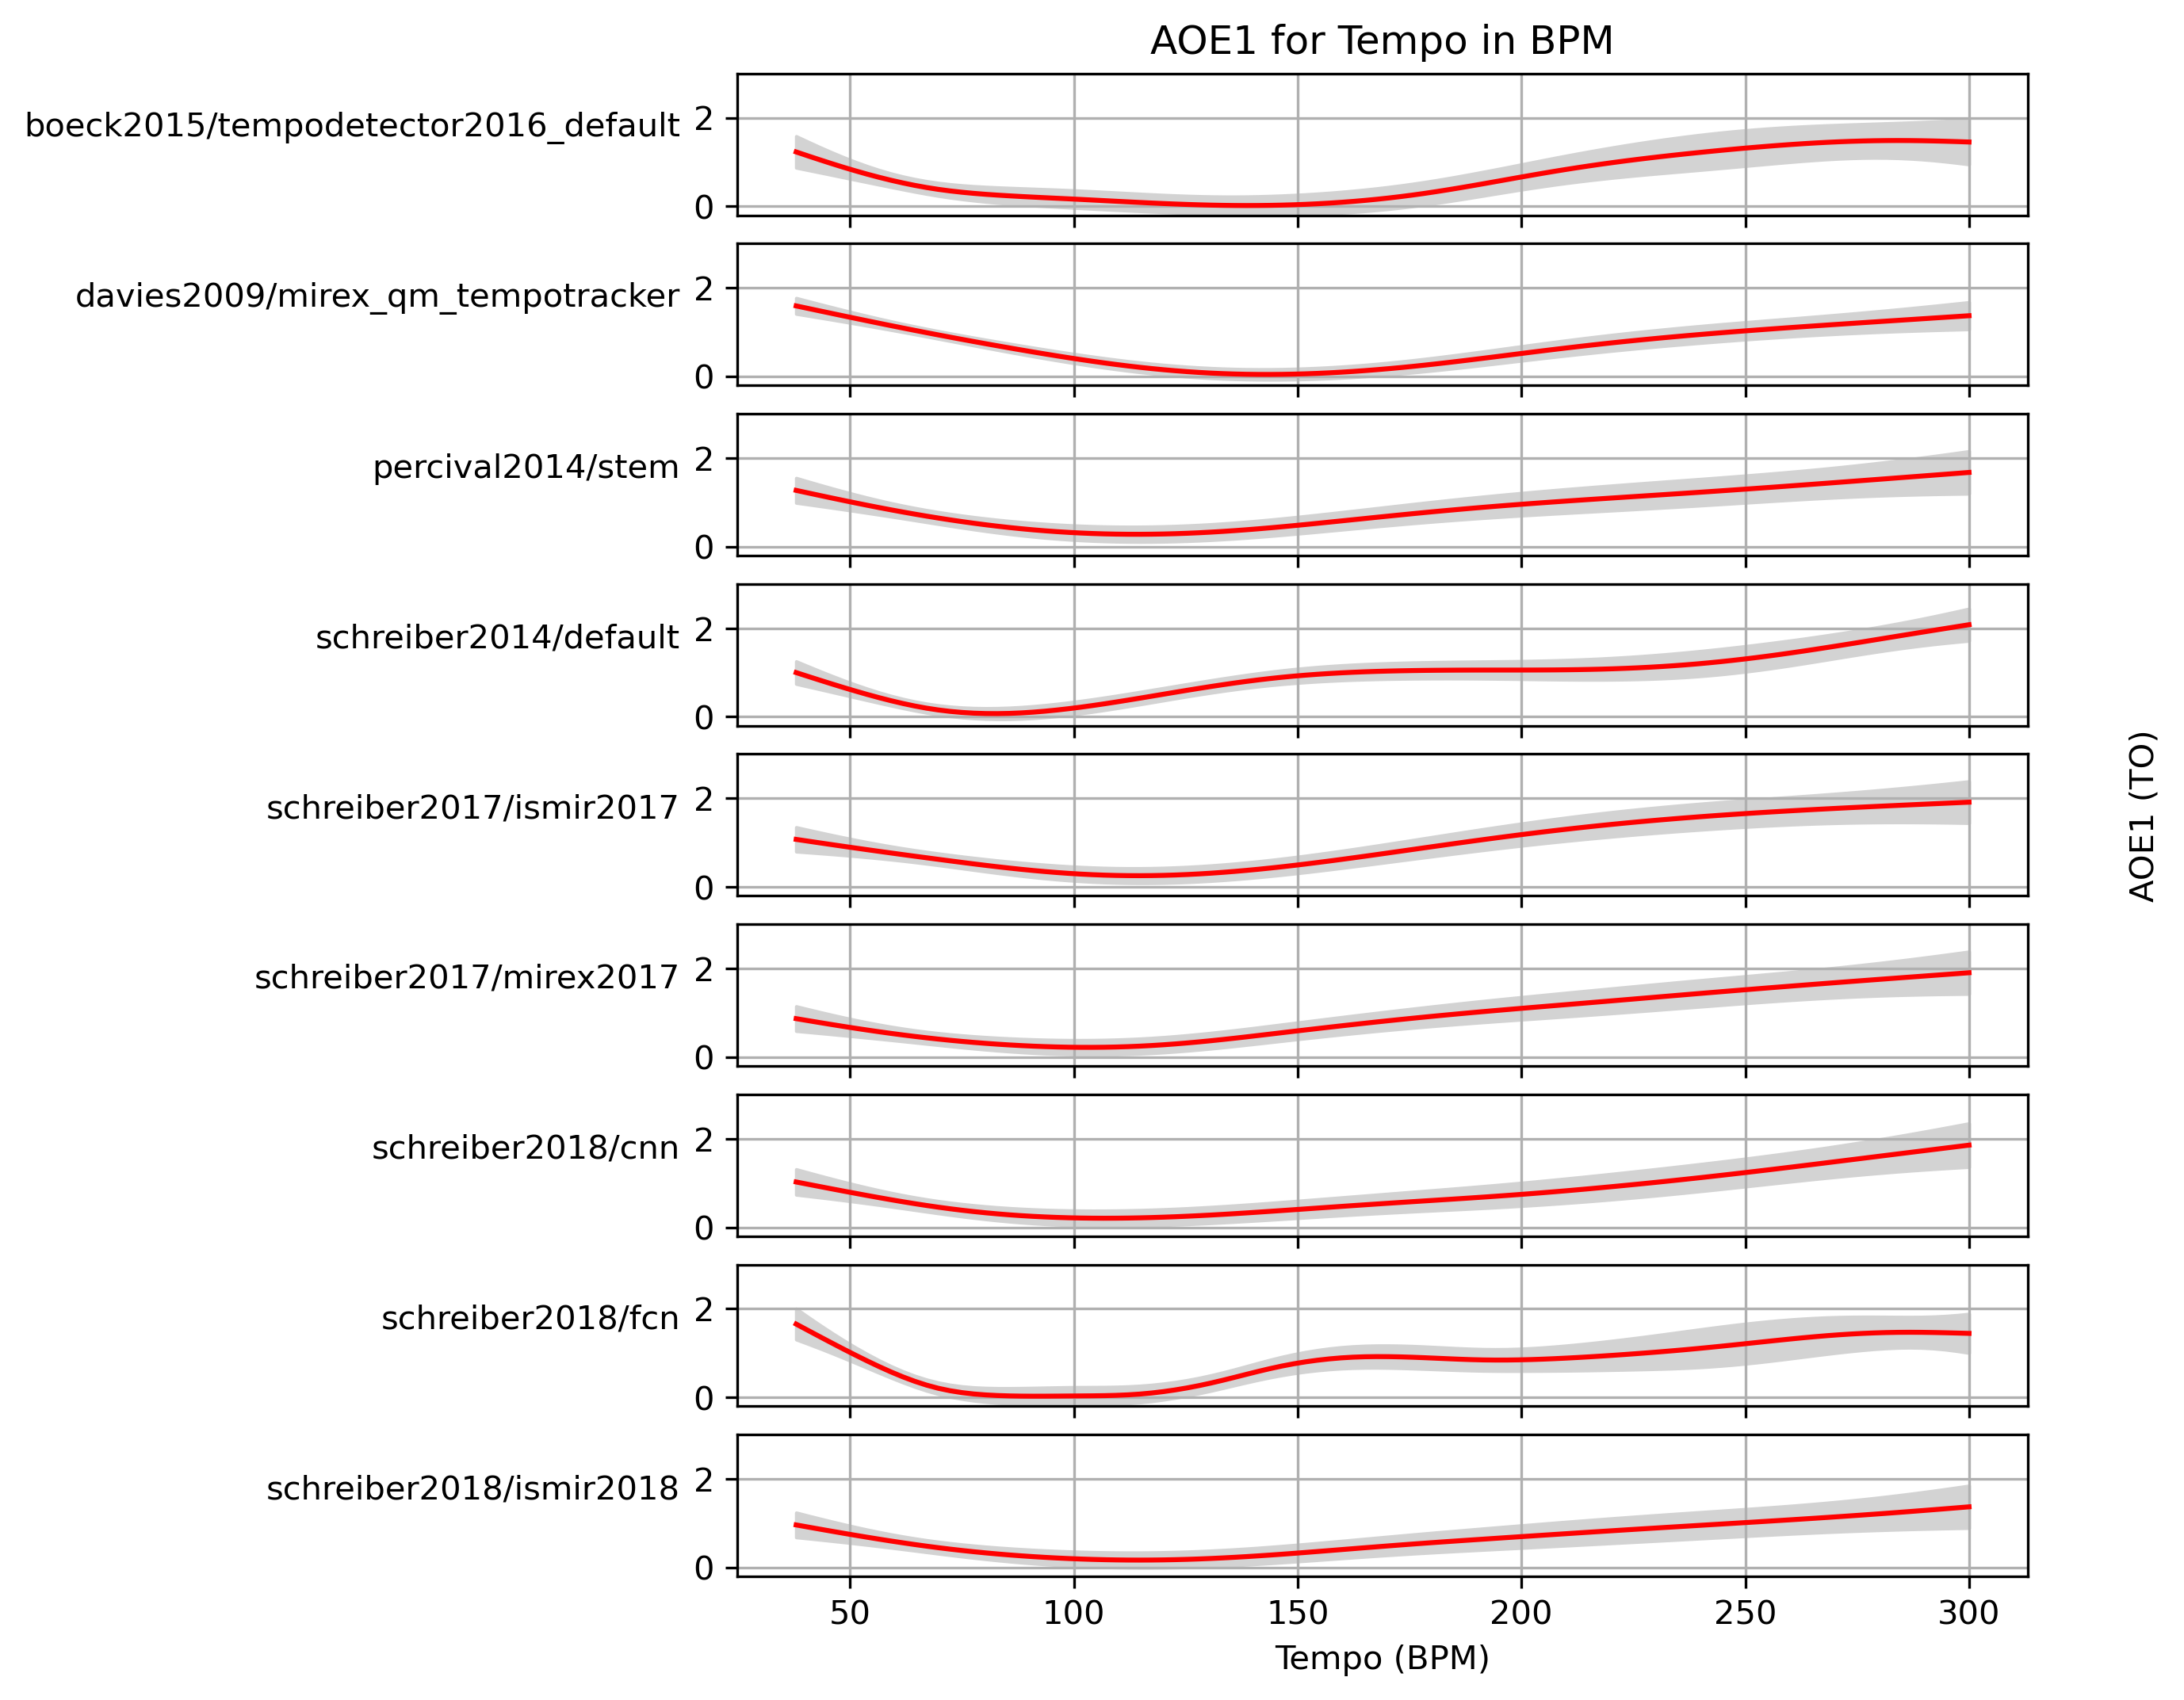 AOE1 for Tempo in BPM
boeck2015/tempodetector2016_default
2
0
davies2009/mirex_qm_tempotracker
2
0
percival2014/stem
2
0
schreiber2014/default
2
0
schreiber2017/ismir2017
2
0
schreiber2017/mirex2017
2
0
schreiber2018/cnn
2
0
schreiber2018/fcn
2
0
schreiber2018/ismir2018
2
0
50 100 150 200 250 300
Tempo (BPM)
AOE1 (TO)